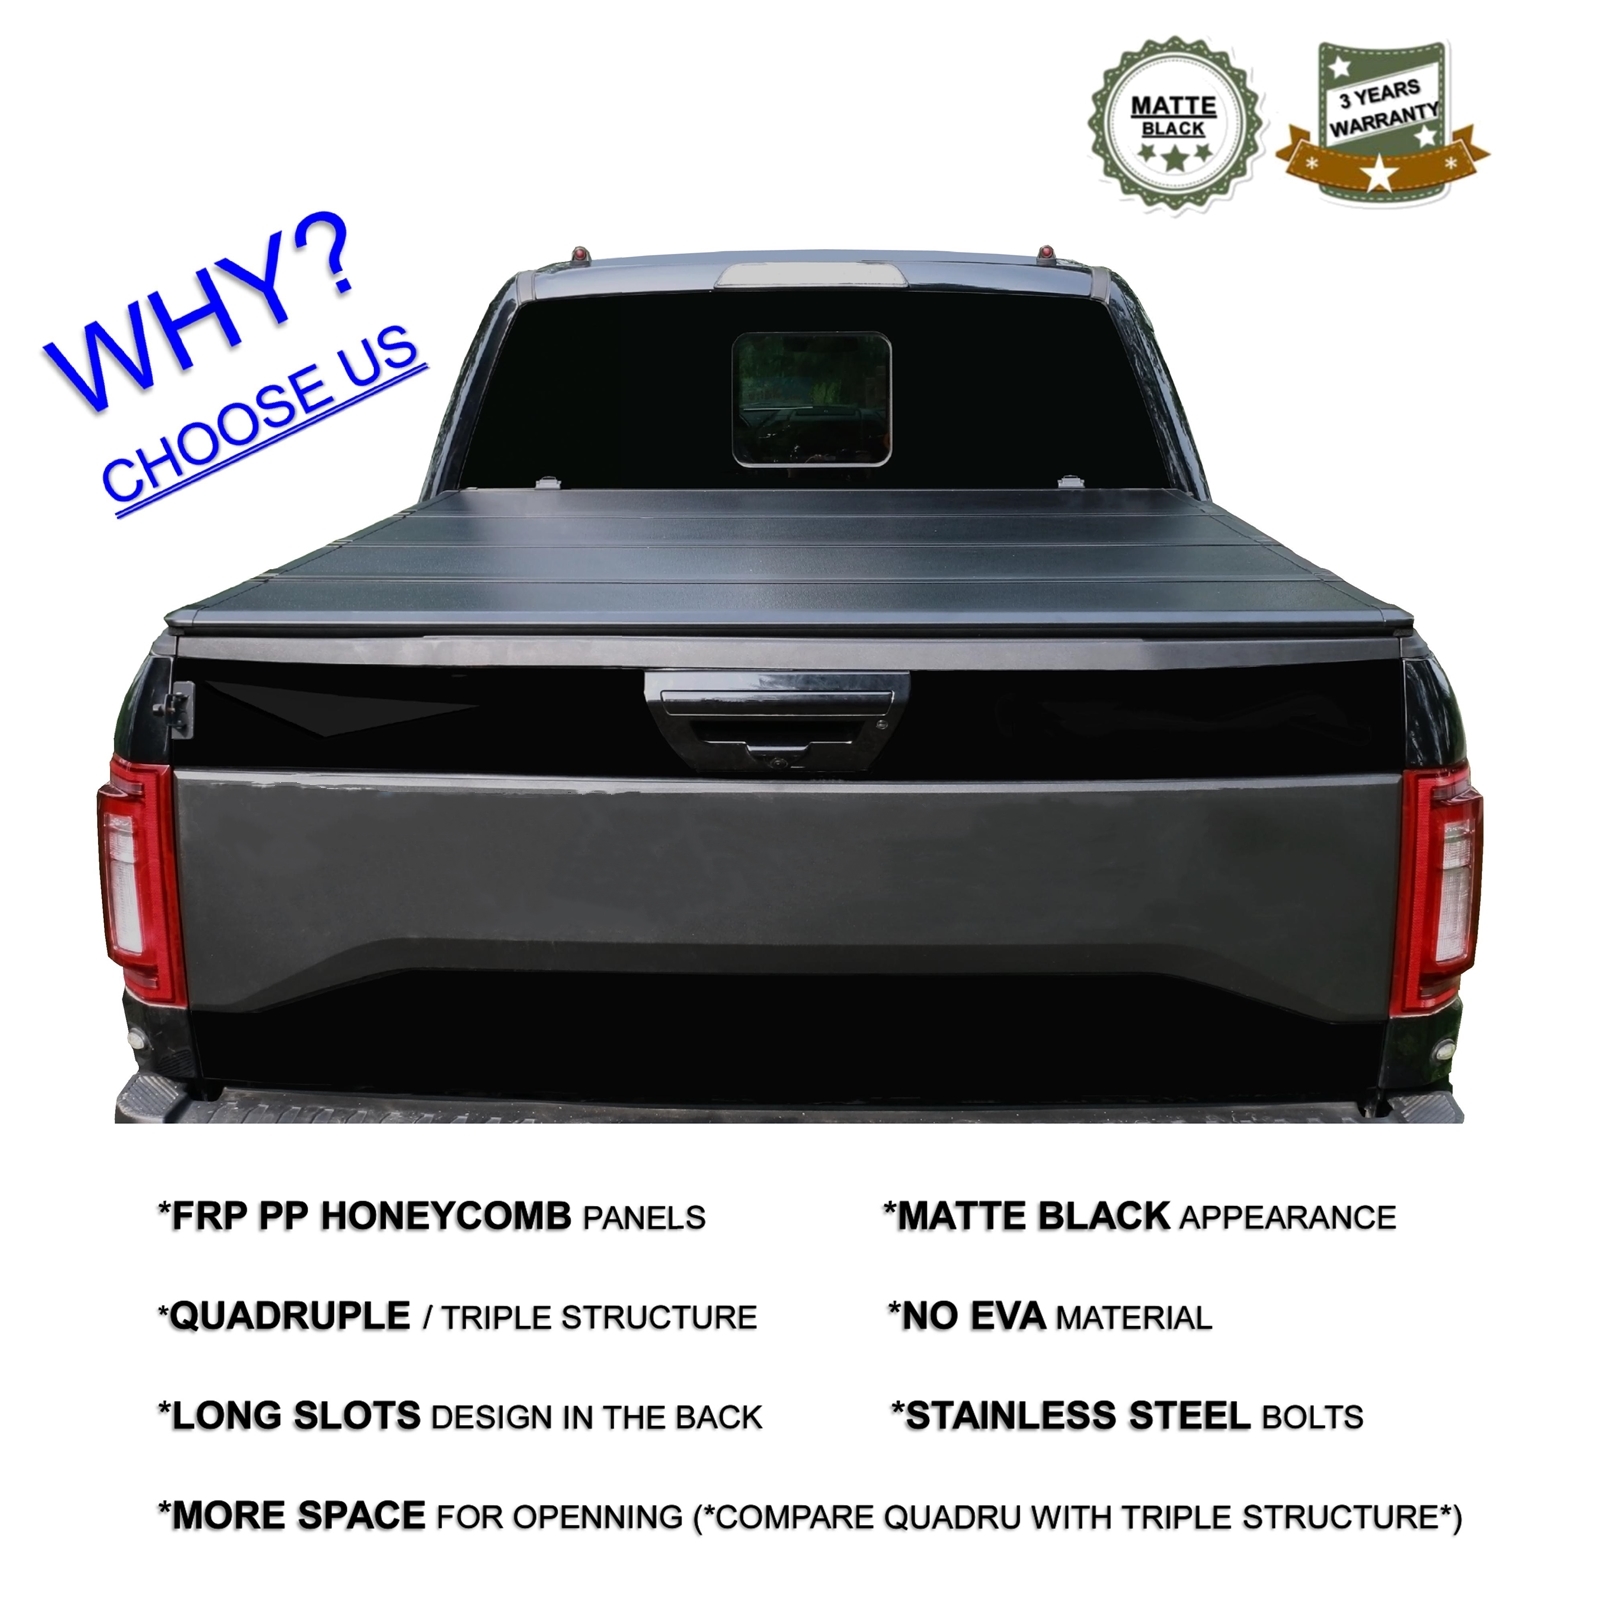 MATTE
BLACK
3 YEARS
WARRANTY
WHY?
CHOOSE US
*FRP PP HONEYCOMB PANELS
*MATTE BLACK APPEARANCE
*QUADRUPLE / TRIPLE STRUCTURE
*NO EVA MATERIAL
*LONG SLOTS DESIGN IN THE BACK
*STAINLESS STEEL BOLTS
*MORE SPACE FOR OPENNING (*COMPARE QUADRU WITH TRIPLE STRUCTURE*)